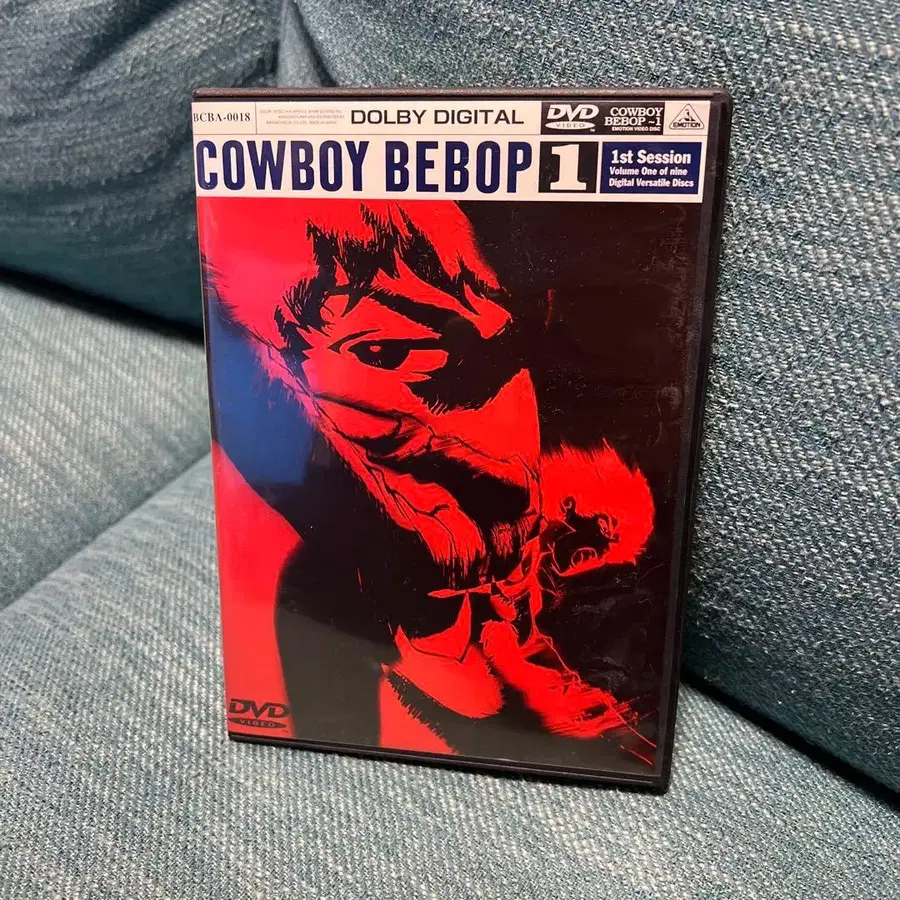 BCBA-0018
DOLBY DIGITAL
DVD
VIDEO
COWBOY
BEBOP-1
EMOTION VIDEO DISC
EMOTION
COWBOY BEBOP 1
1st Session
Volume One of nine
Digital Versatile Discs
DVD
VIDEO